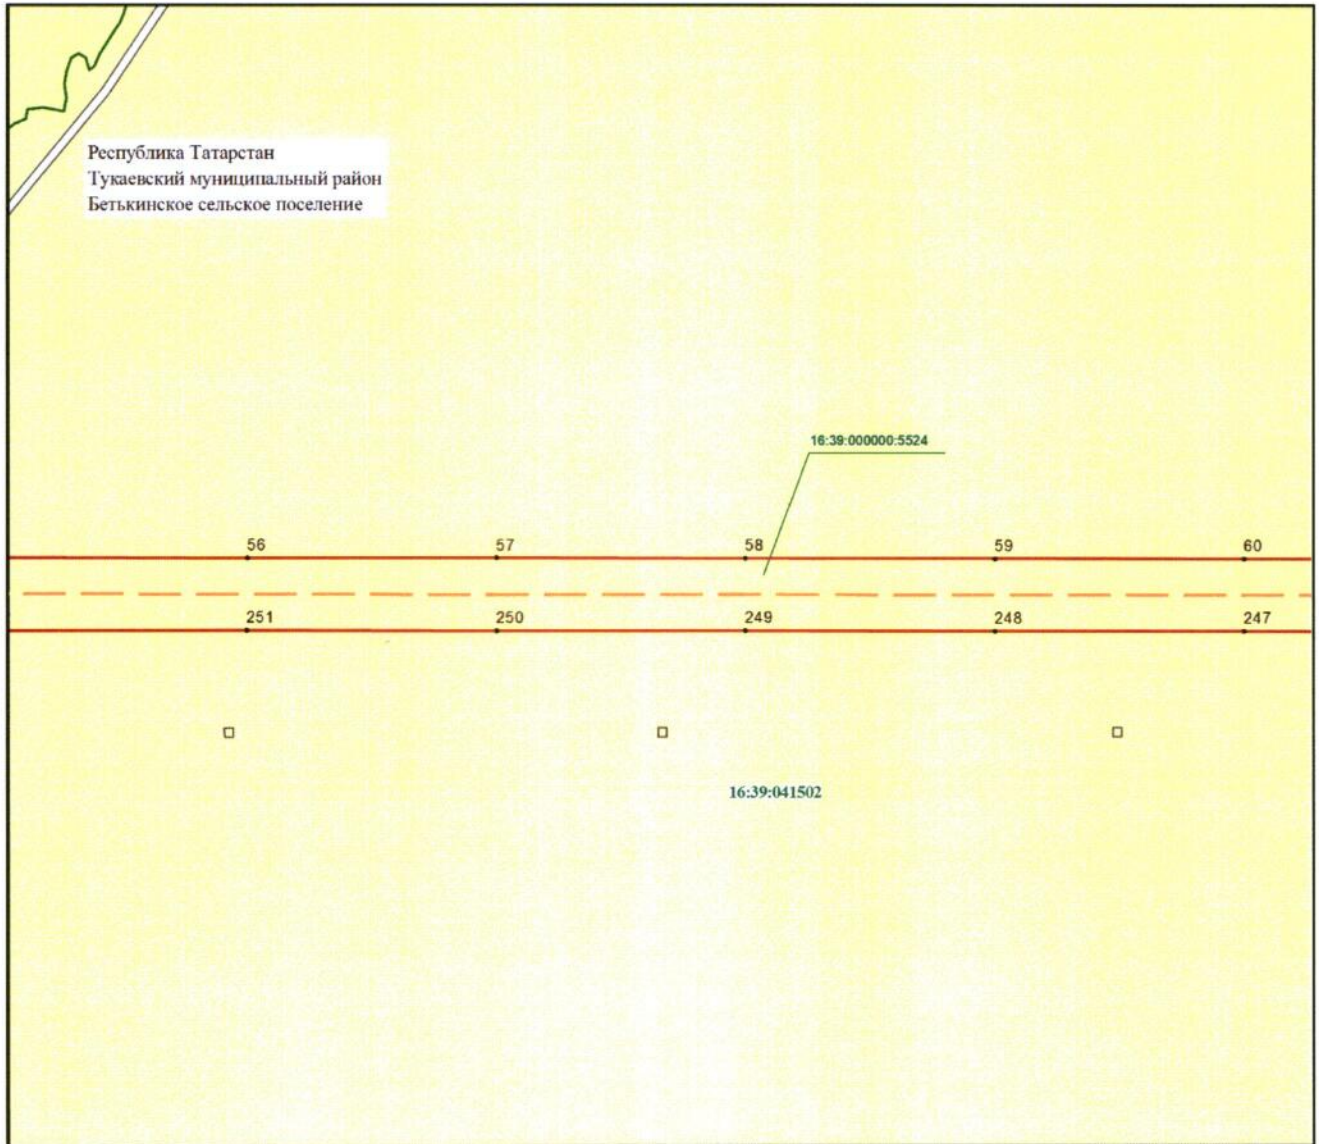 Республика Татарстан
Тукаевский муниципальный район
Бетькинское сельское поселение
16:39:000000:5524
56 57 58 59 60
251 250 249 248 247
16:39:041502